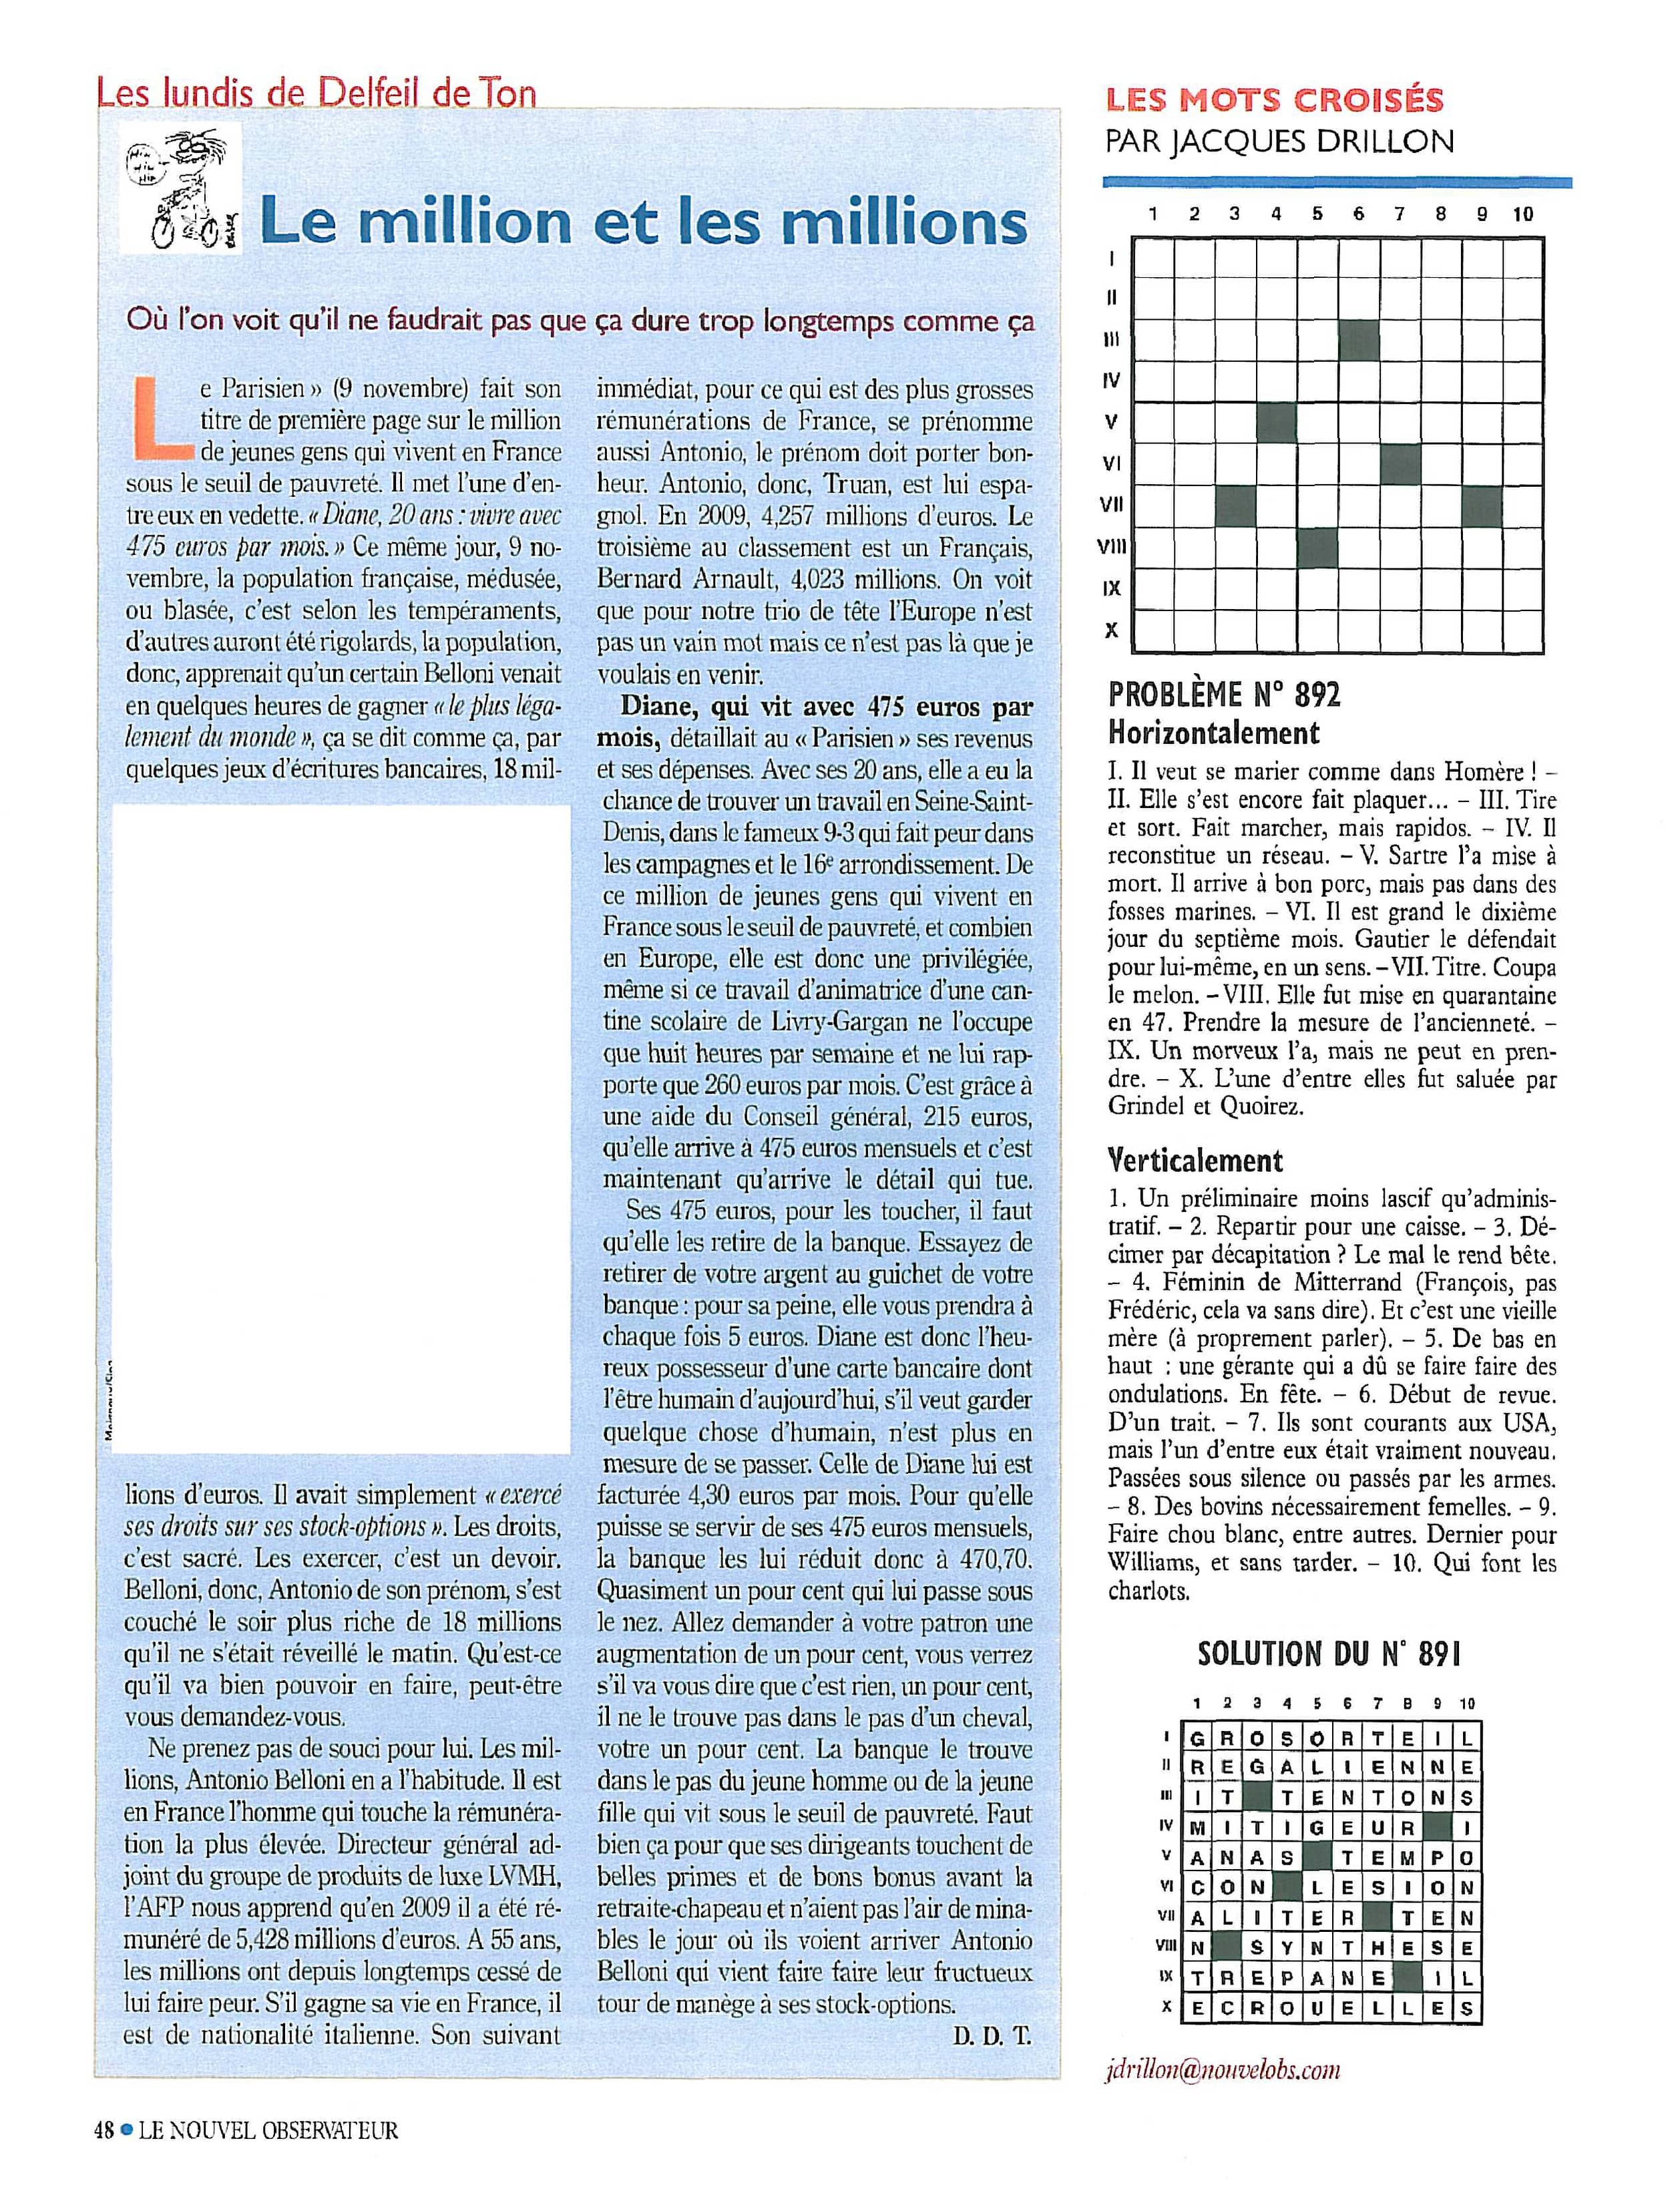 Les lundis de Delfeil de Ton
Le million et les millions
Où l'on voit qu'il ne faudrait pas que ça dure trop longtemps comme ça
Le Parisien » (9 novembre) fait son
titre de première page sur le million
de jeunes gens qui vivent en France
sous le seuil de pauvreté. Il met l'une d'en-
tre eux en vedette. « Diane, 20 ans : vivre avec
475 euros par mois. » Ce même jour, 9 no-
vembre, la population française, médusée,
ou blasée, c'est selon les tempéraments,
d'autres auront été rigolards, la population,
donc, apprenait qu'un certain Belloni venait
en quelques heures de gagner « le plus léga-
lement du monde », ça se dit comme ça, par
quelques jeux d'écritures bancaires, 18 mil-
lions d'euros. Il avait simplement « exercé
ses droits sur ses stock-options ». Les droits,
c'est sacré. Les exercer, c'est un devoir.
Belloni, donc, Antonio de son prénom, s'est
couché le soir plus riche de 18 millions
qu'il ne s'était réveillé le matin. Qu'est-ce
qu'il va bien pouvoir en faire, peut-être
vous demandez-vous.
Ne prenez pas de souci pour lui. Les mil-
lions, Antonio Belloni en a l'habitude. Il est
en France l'homme qui touche la rémunéra-
tion la plus élevée. Directeur général ad-
joint du groupe de produits de luxe LVMH,
l'AFP nous apprend qu'en 2009 il a été ré-
munéré de 5,428 millions d'euros. A 55 ans,
les millions ont depuis longtemps cessé de
lui faire peur. S'il gagne sa vie en France, il
est de nationalité italienne. Son suivant
immédiat, pour ce qui est des plus grosses
rémunérations de France, se prénomme
aussi Antonio, le prénom doit porter bon-
heur. Antonio, donc, Truan, est lui espa-
gnol. En 2009, 4,257 millions d'euros. Le
troisième au classement est un Français,
Bernard Arnault, 4,023 millions. On voit
que pour notre trio de tête l'Europe n'est
pas un vain mot mais ce n'est pas là que je
voulais en venir.
Diane, qui vit avec 475 euros par
mois, détaillait au « Parisien » ses revenus
et ses dépenses. Avec ses 20 ans, elle a eu la
chance de trouver un travail en Seine-Saint-
Denis, dans le fameux 9-3 qui fait peur dans
les campagnes et le 16e arrondissement. De
ce million de jeunes gens qui vivent en
France sous le seuil de pauvreté, et combien
en Europe, elle est donc une privilégiée,
même si ce travail d'animatrice d'une can-
tine scolaire de Livry-Gargan ne l'occupe
que huit heures par semaine et ne lui rap-
porte que 260 euros par mois. C'est grâce à
une aide du Conseil général, 215 euros,
qu'elle arrive à 475 euros mensuels et c'est
maintenant qu'arrive le détail qui tue.
Ses 475 euros, pour les toucher, il faut
qu'elle les retire de la banque. Essayez de
retirer de votre argent au guichet de votre
banque : pour sa peine, elle vous prendra à
chaque fois 5 euros. Diane est donc l'heu-
reux possesseur d'une carte bancaire dont
l'être humain d'aujourd'hui, s'il veut garder
quelque chose d'humain, n'est plus en
mesure de se passer. Celle de Diane lui est
facturée 4,30 euros par mois. Pour qu'elle
puisse se servir de ses 475 euros mensuels,
la banque les lui réduit donc à 470,70.
Quasiment un pour cent qui lui passe sous
le nez. Allez demander à votre patron une
augmentation de un pour cent, vous verrez
s'il va vous dire que c'est rien, un pour cent,
il ne le trouve pas dans le pas d'un cheval,
votre un pour cent. La banque le trouve
dans le pas du jeune homme ou de la jeune
fille qui vit sous le seuil de pauvreté. Faut
bien ça pour que ses dirigeants touchent de
belles primes et de bons bonus avant la
retraite-chapeau et n'aient pas l'air de mina-
bles le jour où ils voient arriver Antonio
Belloni qui vient faire faire leur fructueux
tour de manège à ses stock-options.
D. D. T.
48 • LE NOUVEL OBSERVATEUR
LES MOTS CROISÉS
PAR JACQUES DRILLON
1 2 3 4 5 6 7 8 9 10
I
II
III
IV
V
VI
VII
VIII
IX
X
PROBLÈME N° 892
Horizontalement
I. Il veut se marier comme dans Homère ! –
II. Elle s'est encore fait plaquer... – III. Tire
et sort. Fait marcher, mais rapidos. – IV. Il
reconstitue un réseau. – V. Sartre l'a mise à
mort. Il arrive à bon porc, mais pas dans des
fosses marines. – VI. Il est grand le dixième
jour du septième mois. Gautier le défendait
pour lui-même, en un sens. – VII. Titre. Coupa
le melon. – VIII. Elle fut mise en quarantaine
en 47. Prendre la mesure de l'ancienneté. –
IX. Un morveux l'a, mais ne peut en pren-
dre. – X. L'une d'entre elles fut saluée par
Grindel et Quoirez.
Verticalement
1. Un préliminaire moins lascif qu'adminis-
tratif. – 2. Repartir pour une caisse. – 3. Dé-
cimer par décapitation ? Le mal le rend bête.
– 4. Féminin de Mitterrand (François, pas
Frédéric, cela va sans dire). Et c'est une vieille
mère (à proprement parler). – 5. De bas en
haut : une gérante qui a dû se faire faire des
ondulations. En fête. – 6. Début de revue.
D'un trait. – 7. Ils sont courants aux USA,
mais l'un d'entre eux était vraiment nouveau.
Passées sous silence ou passés par les armes.
– 8. Des bovins nécessairement femelles. – 9.
Faire chou blanc, entre autres. Dernier pour
Williams, et sans tarder. – 10. Qui font les
charlots.
SOLUTION DU N° 891
1 2 3 4 5 6 7 8 9 10
I G R O S O R T E I L
II R E G A L I E N N E
III I T T E N T O N S
IV M I T I G E U R I
V A N A S T E M P O
VI C O N L E S I O N
VII A L I T E R T E N
VIII N S Y N T H E S E
IX T R E P A N E I L
X E C R O U E L L E S
jdrillon@nouvelobs.com